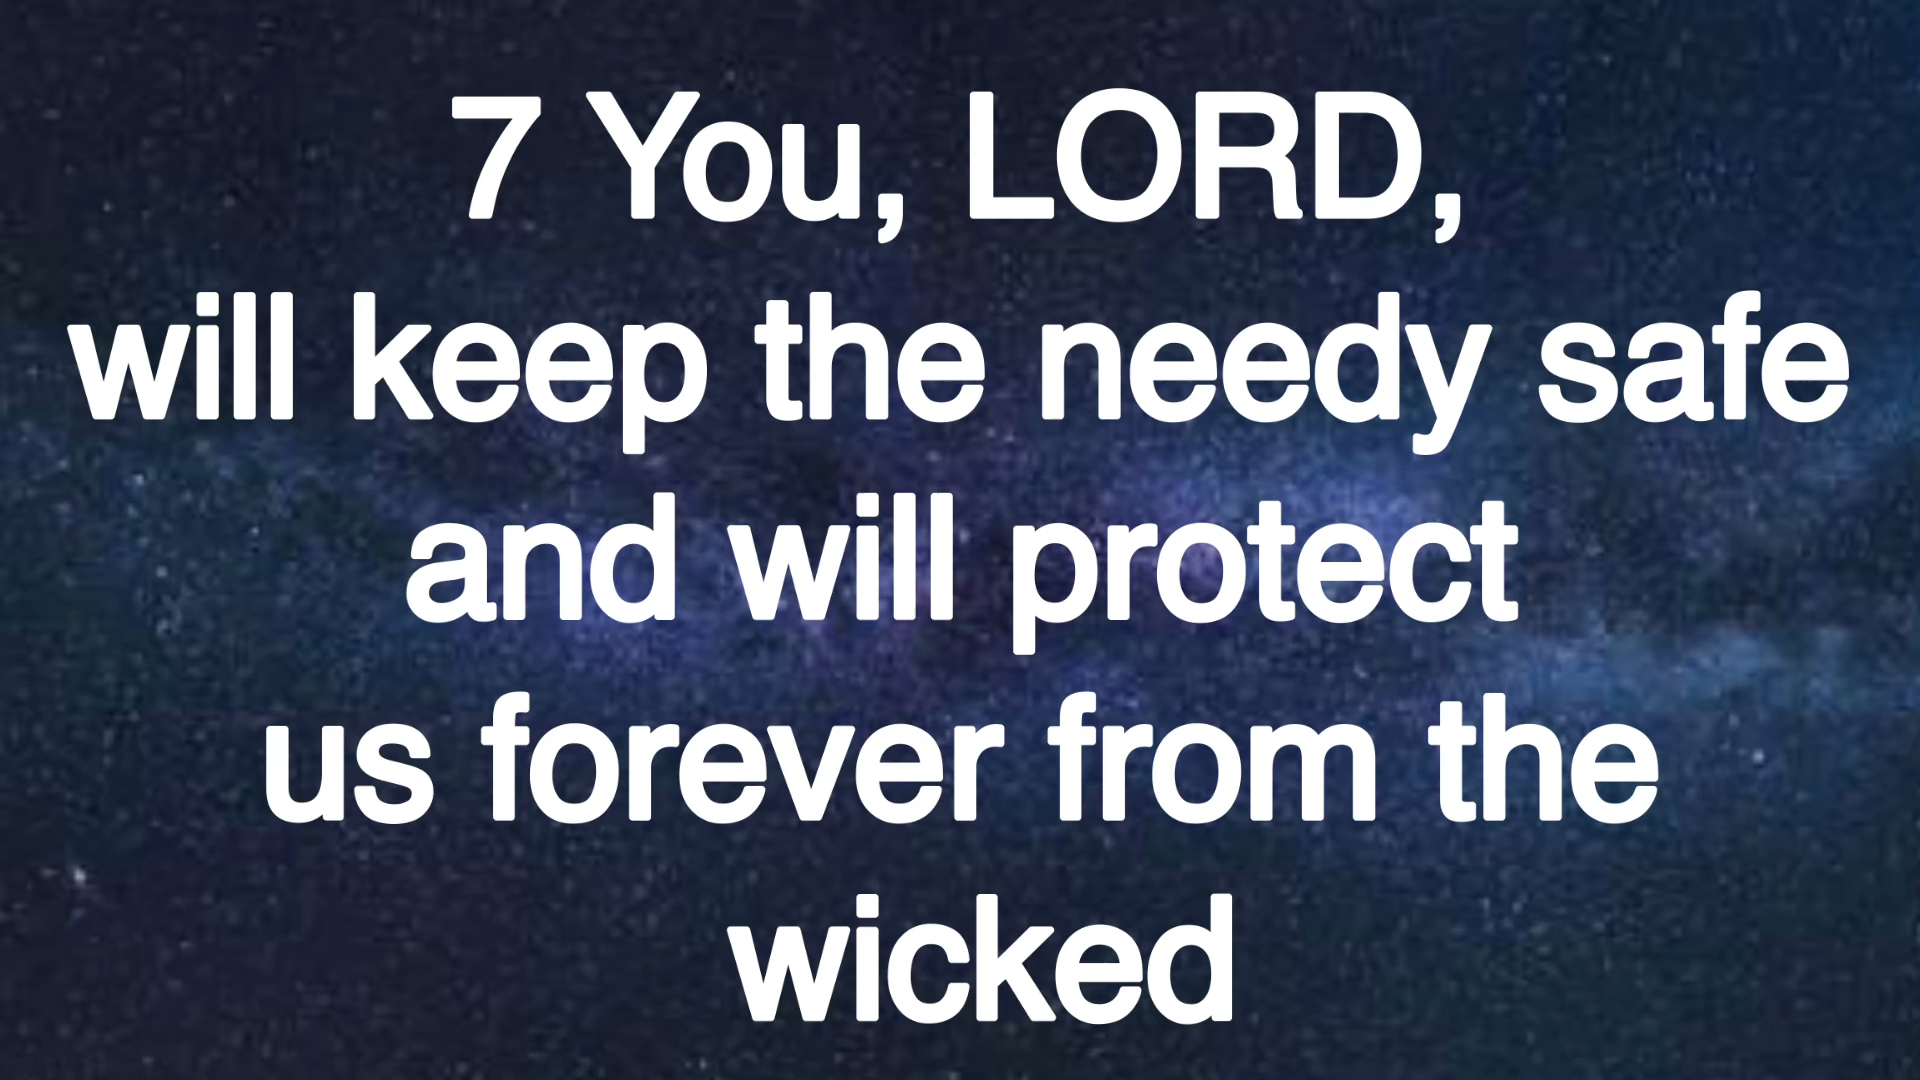 7 You, LORD,
will keep the needy safe
and will protect
us forever from the
wicked